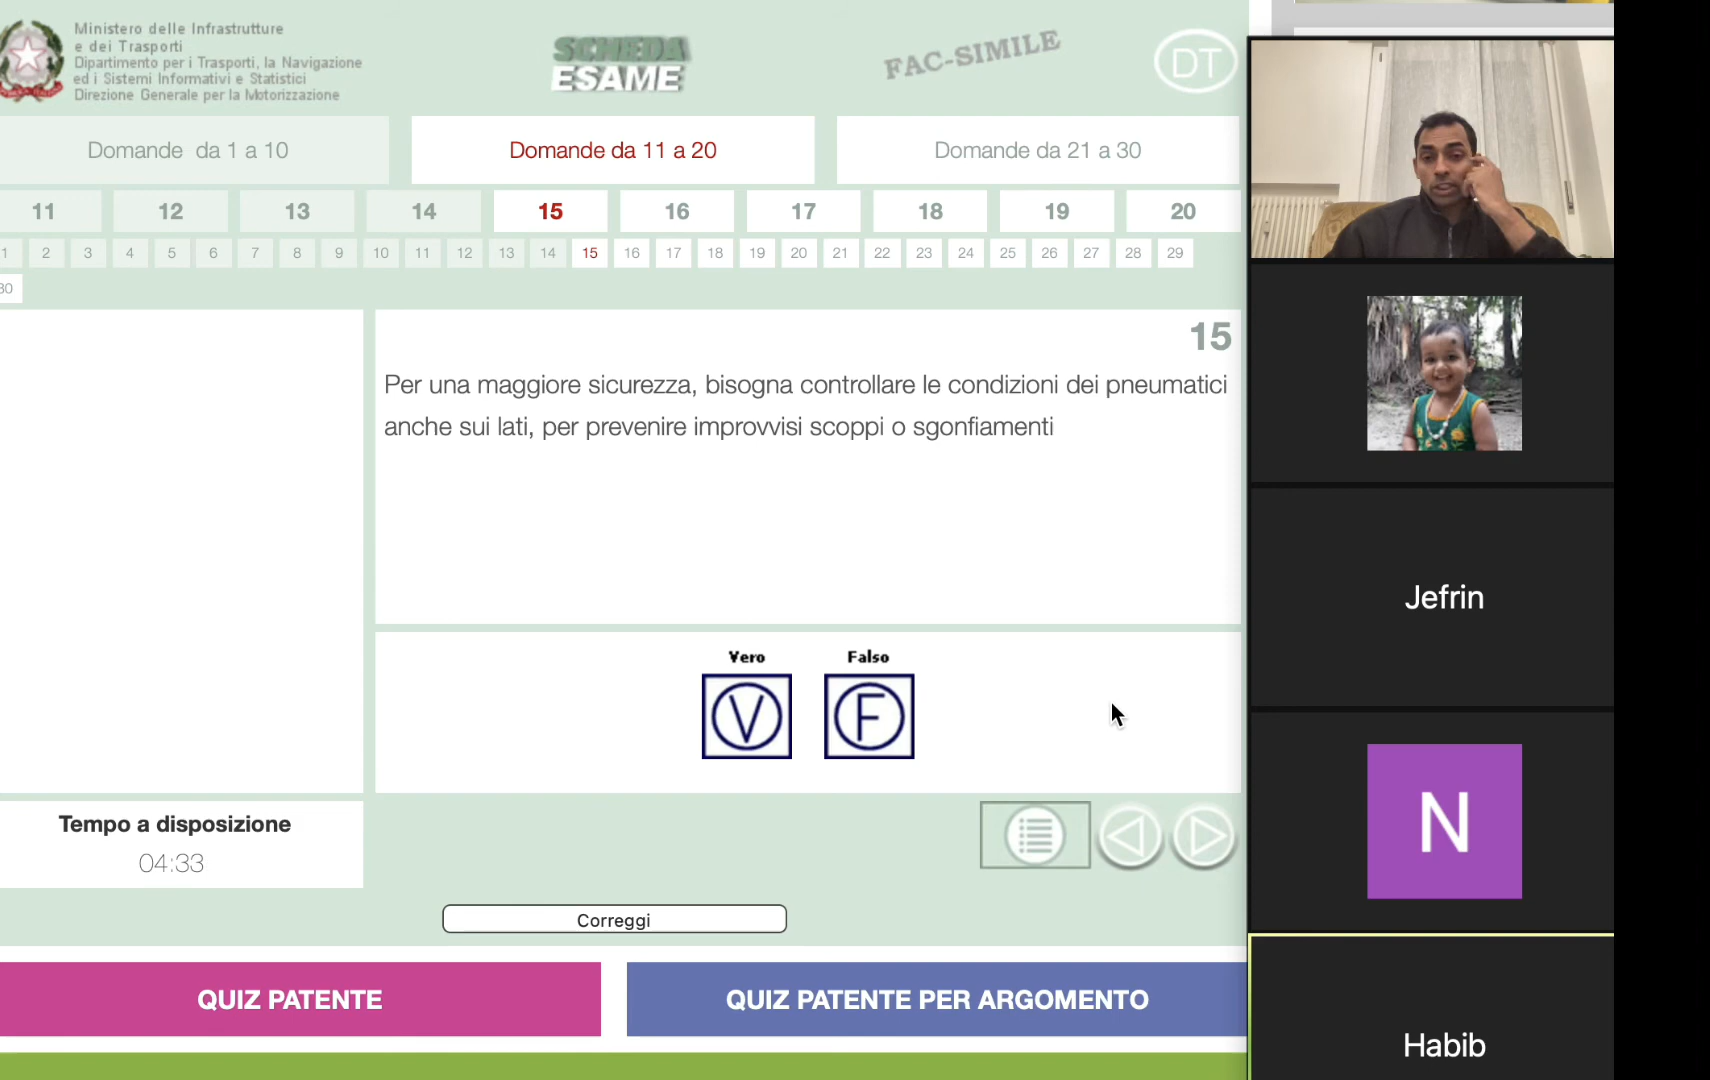 Ministero delle Infrastrutture
e dei Trasporti
Dipartimento per i Trasporti, la Navigazione
ed i Sistemi Informativi e Statistici
Direzione Generale per la Motorizzazione
SCHEDA
ESAME
FAC-SIMILE
DT
Domande da 1 a 10
Domande da 11 a 20
Domande da 21 a 30
11 12 13 14 15 16 17 18 19 20
1 2 3 4 5 6 7 8 9 10 11 12 13 14 15 16 17 18 19 20 21 22 23 24 25 26 27 28 29
30
15
Per una maggiore sicurezza, bisogna controllare le condizioni dei pneumatici
anche sui lati, per prevenire improvvisi scoppi o sgonfiamenti
Vero Falso
V F
Tempo a disposizione
04:33
Correggi
QUIZ PATENTE
QUIZ PATENTE PER ARGOMENTO
Jefrin
N
Habib